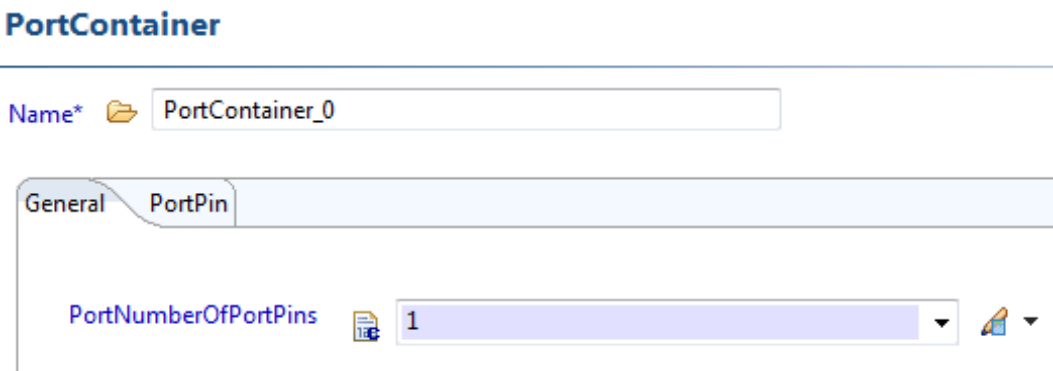 PortContainer
Name* PortContainer_0
General PortPin
PortNumberOfPortPins 1